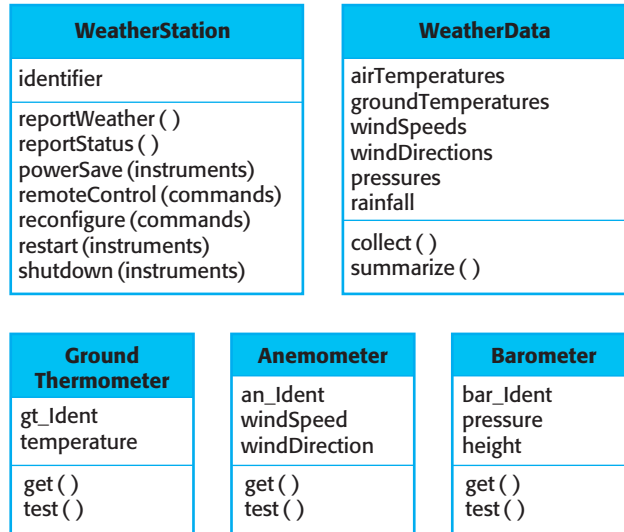 WeatherStation
identifier
reportWeather ( )
reportStatus ( )
powerSave (instruments)
remoteControl (commands)
reconfigure (commands)
restart (instruments)
shutdown (instruments)
WeatherData
airTemperatures
groundTemperatures
windSpeeds
windDirections
pressures
rainfall
collect ( )
summarize ( )
Ground
Thermometer
gt_Ident
temperature
get ( )
test ( )
Anemometer
an_Ident
windSpeed
windDirection
get ( )
test ( )
Barometer
bar_Ident
pressure
height
get ( )
test ( )